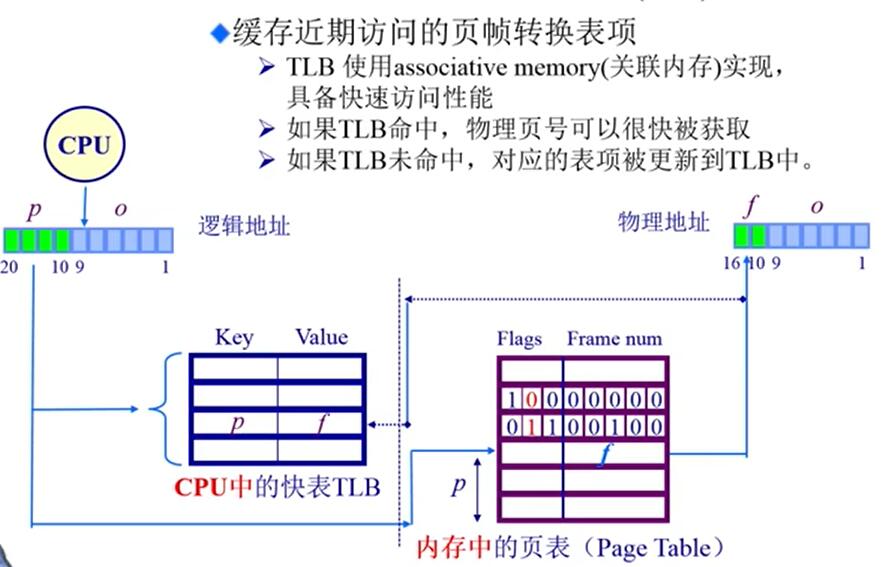 ◆缓存近期访问的页帧转换表项
➢ TLB 使用associative memory(关联内存)实现，
具备快速访问性能
➢ 如果TLB命中，物理页号可以很快被获取
➢ 如果TLB未命中，对应的表项被更新到TLB中。
CPU
p o
逻辑地址
20 10 9 1
物理地址
f o
16 10 9 1
Key Value
p f
CPU中的快表TLB
Flags Frame num
1 0 0 0 0 0 0 0
0 1 1 0 0 1 0 0
f
p
内存中的页表（Page Table）